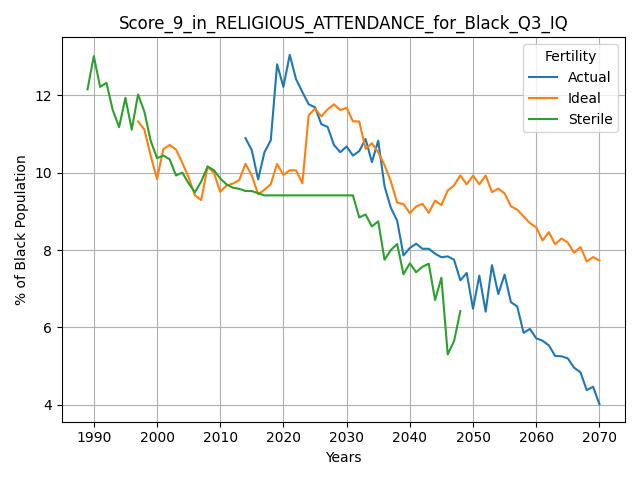 Score_9_in_RELIGIOUS_ATTENDANCE_for_Black_Q3_IQ
Fertility
Actual
Ideal
Sterile
% of Black Population
12
10
8
6
4
1990 2000 2010 2020 2030 2040 2050 2060 2070
Years